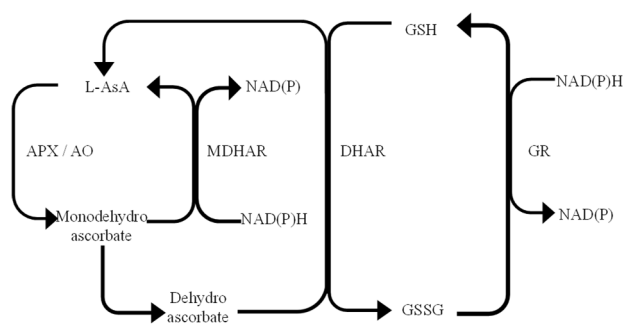 GSH
L-AsA
NAD(P)
NAD(P)H
APX / AO
MDHAR
DHAR
GR
Monodehydro
ascorbate
NAD(P)H
NAD(P)
Dehydro
ascorbate
GSSG